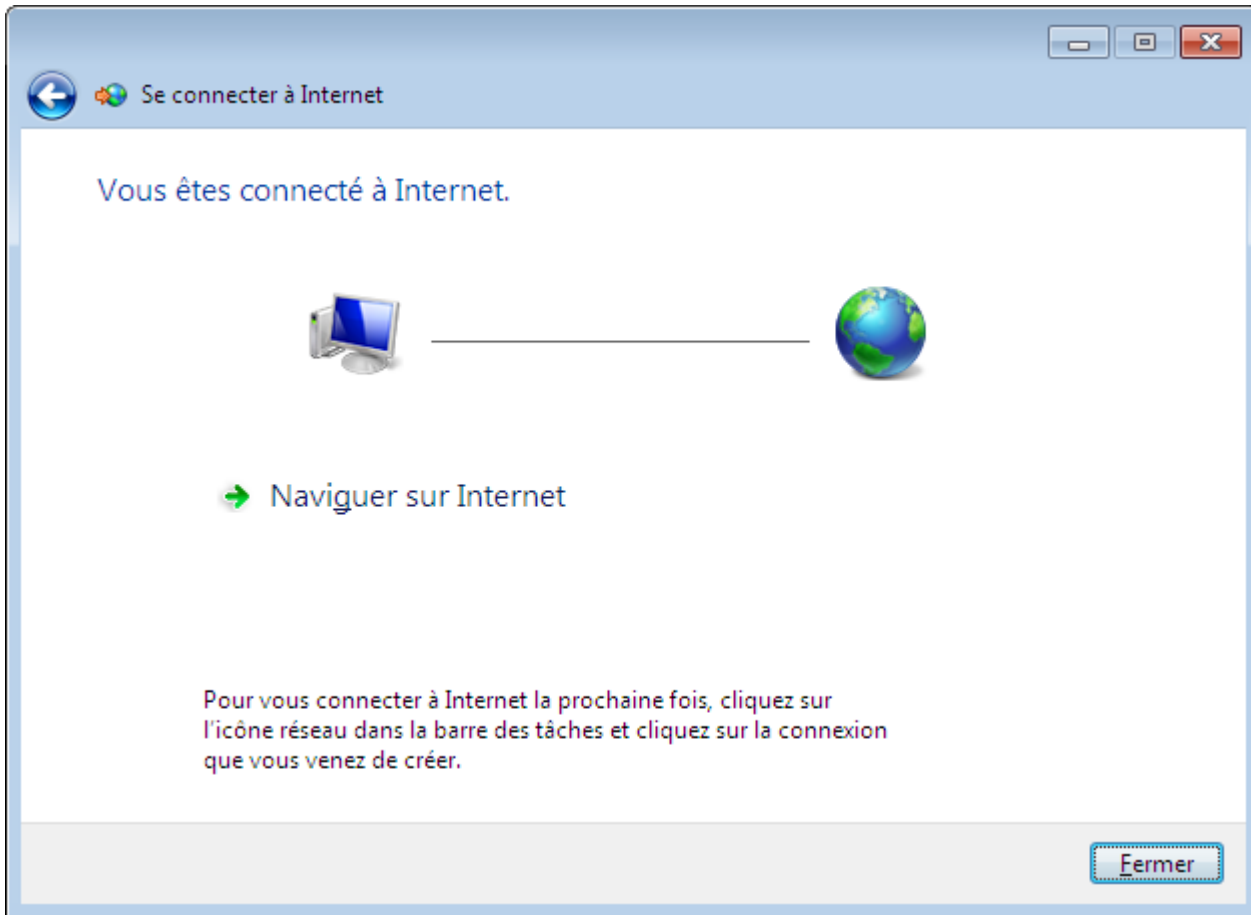 Se connecter à Internet
Vous êtes connecté à Internet.
Naviguer sur Internet
Pour vous connecter à Internet la prochaine fois, cliquez sur
l'icône réseau dans la barre des tâches et cliquez sur la connexion
que vous venez de créer.
Fermer